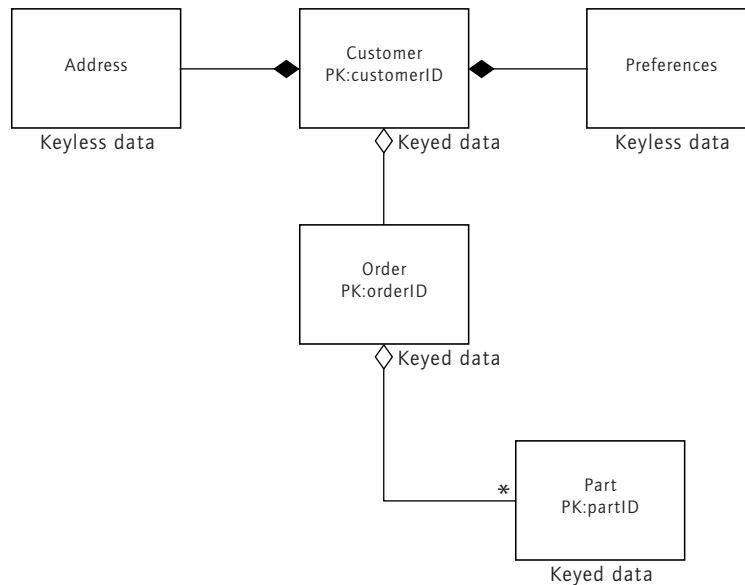 Address
Keyless data
Customer
PK:customerID
Keyed data
Preferences
Keyless data
Order
PK:orderID
Keyed data
*
Part
PK:partID
Keyed data